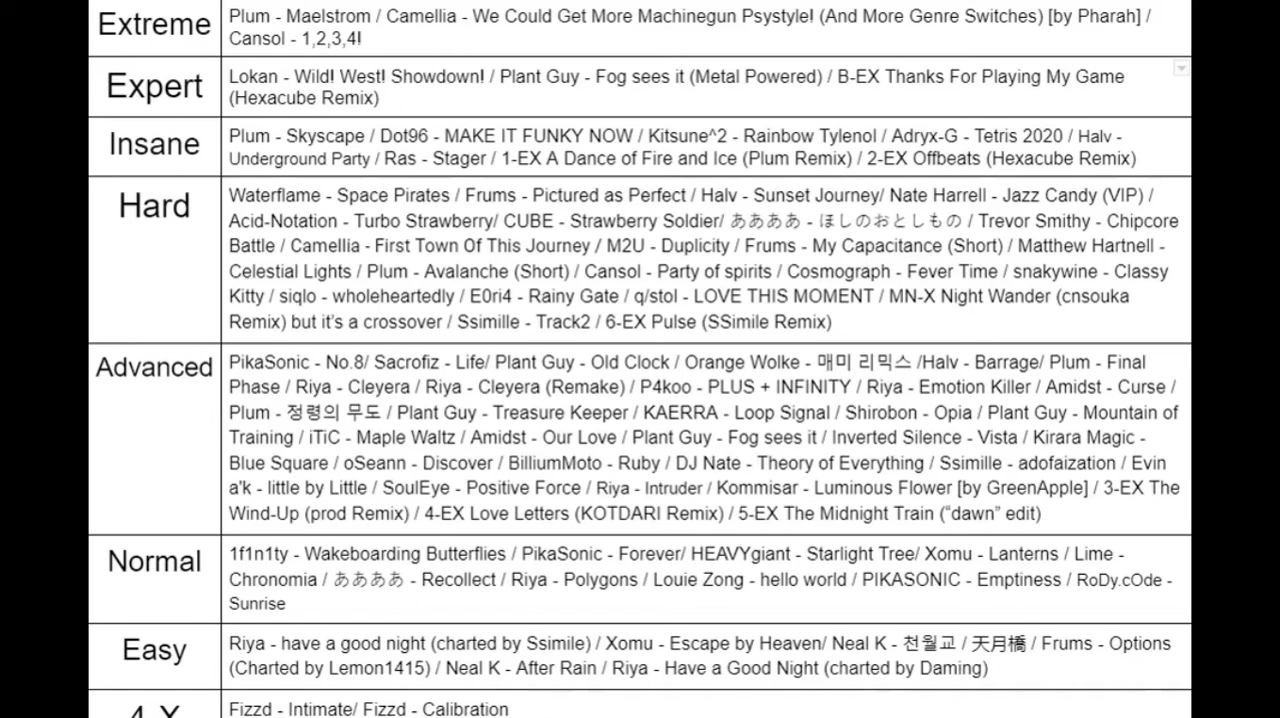 Extreme
Plum - Maelstrom / Camellia - We Could Get More Machinegun Psystyle! (And More Genre Switches) [by Pharah] /
Cansol - 1,2,3,4!
Expert
Lokan - Wild! West! Showdown! / Plant Guy - Fog sees it (Metal Powered) / B-EX Thanks For Playing My Game
(Hexacube Remix)
Insane
Plum - Skyscape / Dot96 - MAKE IT FUNKY NOW / Kitsune^2 - Rainbow Tylenol / Adryx-G - Tetris 2020 / Halv -
Underground Party / Ras - Stager / 1-EX A Dance of Fire and Ice (Plum Remix) / 2-EX Offbeats (Hexacube Remix)
Hard
Waterflame - Space Pirates / Frums - Pictured as Perfect / Halv - Sunset Journey/ Nate Harrell - Jazz Candy (VIP) /
Acid-Notation - Turbo Strawberry/ CUBE - Strawberry Soldier/ ああああ - ほしのおとしもの / Trevor Smithy - Chipcore
Battle / Camellia - First Town Of This Journey / M2U - Duplicity / Frums - My Capacitance (Short) / Matthew Hartnell -
Celestial Lights / Plum - Avalanche (Short) / Cansol - Party of spirits / Cosmograph - Fever Time / snakywine - Classy
Kitty / siqlo - wholeheartedly / E0ri4 - Rainy Gate / q/stol - LOVE THIS MOMENT / MN-X Night Wander (cnsouka
Remix) but it's a crossover / Ssimille - Track2 / 6-EX Pulse (SSimile Remix)
Advanced
PikaSonic - No.8/ Sacrofiz - Life/ Plant Guy - Old Clock / Orange Wolke - 매미 리믹스 /Halv - Barrage/ Plum - Final
Phase / Riya - Cleyera / Riya - Cleyera (Remake) / P4koo - PLUS + INFINITY / Riya - Emotion Killer / Amidst - Curse /
Plum - 정령의 무도 / Plant Guy - Treasure Keeper / KAERRA - Loop Signal / Shirobon - Opia / Plant Guy - Mountain of
Training / iTiC - Maple Waltz / Amidst - Our Love / Plant Guy - Fog sees it / Inverted Silence - Vista / Kirara Magic -
Blue Square / oSeann - Discover / BilliumMoto - Ruby / DJ Nate - Theory of Everything / Ssimille - adofaization / Evin
a'k - little by Little / SoulEye - Positive Force / Riya - Intruder / Kommisar - Luminous Flower [by GreenApple] / 3-EX The
Wind-Up (prod Remix) / 4-EX Love Letters (KOTDARI Remix) / 5-EX The Midnight Train ("dawn" edit)
Normal
1f1n1ty - Wakeboarding Butterflies / PikaSonic - Forever/ HEAVYgiant - Starlight Tree/ Xomu - Lanterns / Lime -
Chronomia / ああああ - Recollect / Riya - Polygons / Louie Zong - hello world / PIKASONIC - Emptiness / RoDy.cOde -
Sunrise
Easy
Riya - have a good night (charted by Ssimile) / Xomu - Escape by Heaven/ Neal K - 천월교 / 天月橋 / Frums - Options
(Charted by Lemon1415) / Neal K - After Rain / Riya - Have a Good Night (charted by Daming)
4-X
Fizzd - Intimate/ Fizzd - Calibration